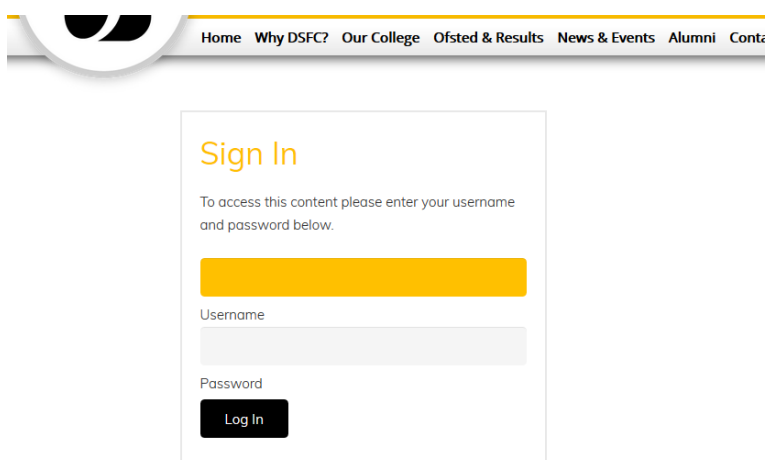 Home Why DSFC? Our College Ofsted & Results News & Events Alumni
Sign In
To access this content please enter your username
and password below.
Username
Password
Log In